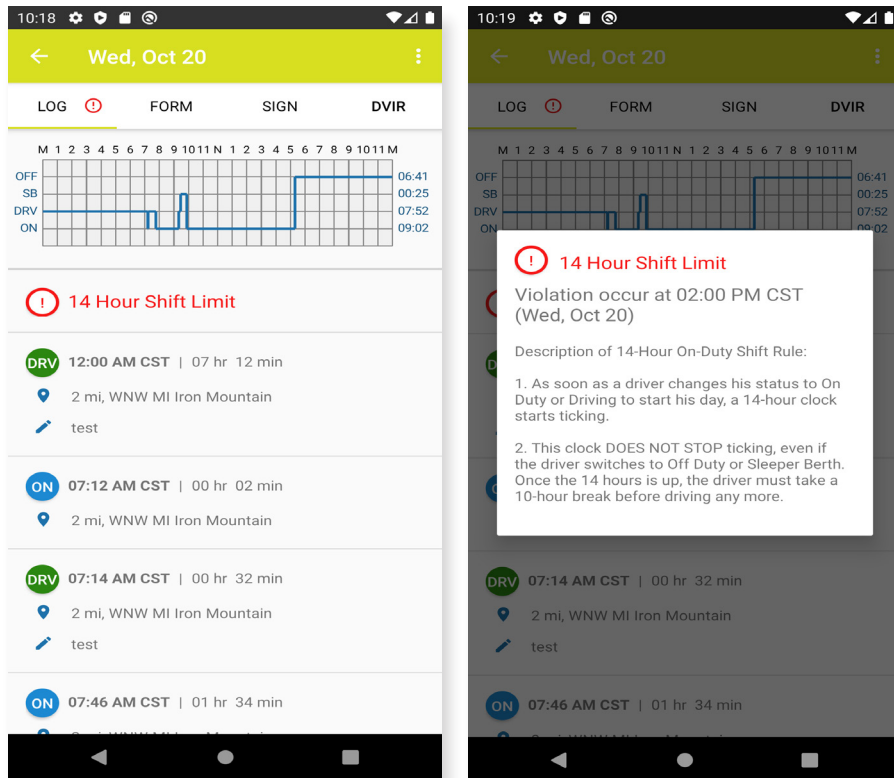 10:18
Wed, Oct 20
LOG ! FORM SIGN DVIR
M 1 2 3 4 5 6 7 8 9 10 11 N 1 2 3 4 5 6 7 8 9 10 11 M
OFF 06:41
SB 00:25
DRV 07:52
ON 09:02
! 14 Hour Shift Limit
DRV 12:00 AM CST | 07 hr 12 min
2 mi, WNW MI Iron Mountain
test
ON 07:12 AM CST | 00 hr 02 min
2 mi, WNW MI Iron Mountain
DRV 07:14 AM CST | 00 hr 32 min
2 mi, WNW MI Iron Mountain
test
ON 07:46 AM CST | 01 hr 34 min
10:19
Wed, Oct 20
LOG ! FORM SIGN DVIR
M 1 2 3 4 5 6 7 8 9 10 11 N 1 2 3 4 5 6 7 8 9 10 11 M
OFF 06:41
SB 00:25
DRV 07:52
ON 09:02
! 14 Hour Shift Limit
Violation occur at 02:00 PM CST
(Wed, Oct 20)
Description of 14-Hour On-Duty Shift Rule:
1. As soon as a driver changes his status to On
Duty or Driving to start his day, a 14-hour clock
starts ticking.
2. This clock DOES NOT STOP ticking, even if
the driver switches to Off Duty or Sleeper Berth.
Once the 14 hours is up, the driver must take a
10-hour break before driving any more.
DRV 07:14 AM CST | 00 hr 32 min
2 mi, WNW MI Iron Mountain
test
ON 07:46 AM CST | 01 hr 34 min